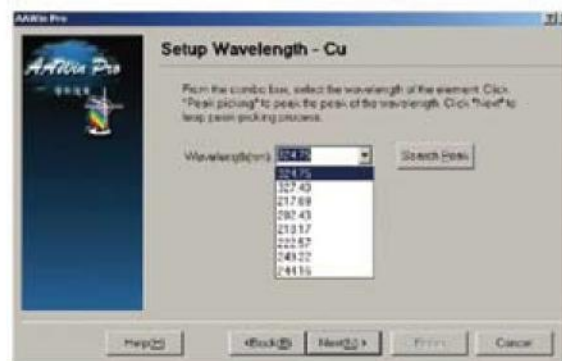 AAWin Pro
AAWin Pro
Setup Wavelength - Cu
From the combo box, select the wavelength of the element. Click
"Peak picking" to peak the peak of the wavelength. Click "Next" to
keep peak picking process.
Wavelength(nm): 324.75
Search Peak
324.75
327.40
217.89
202.43
218.17
222.57
249.22
244.16
Help(H)
<Back(B)
Next(N)>
Finish
Cancel